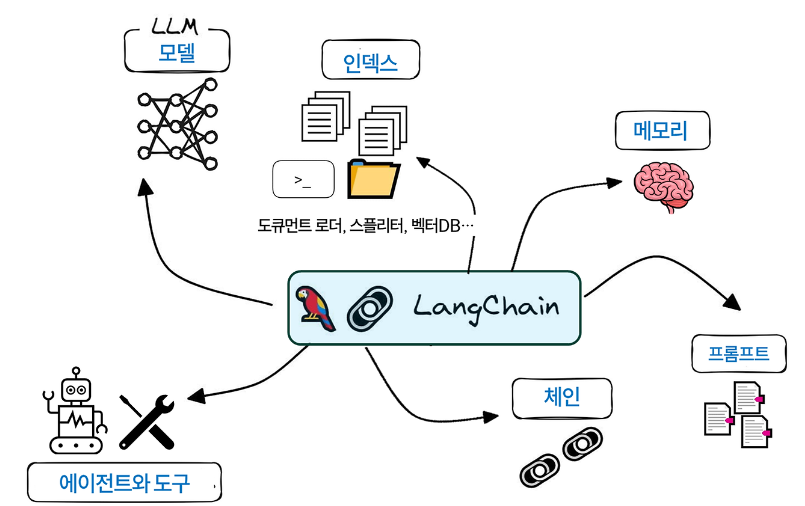 LLM
모델
인덱스
메모리
>_
도큐먼트 로더, 스플리터, 벡터DB...
LangChain
프롬프트
체인
에이전트와 도구